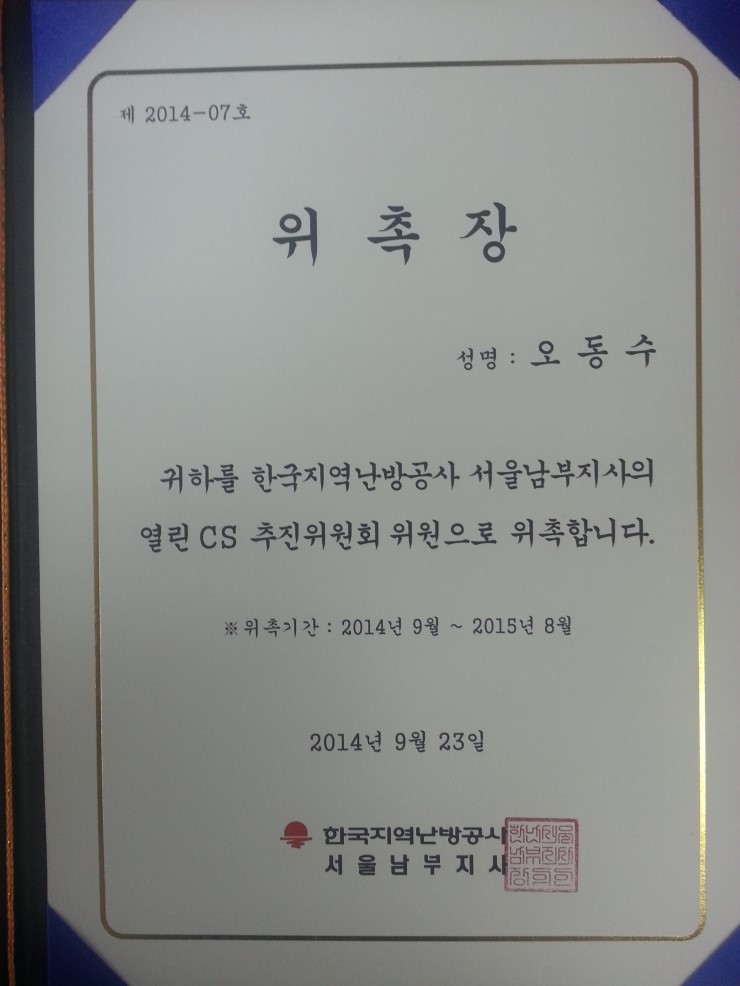 제 2014-07호
위 촉 장
성명 : 오 동 수
귀하를 한국지역난방공사 서울남부지사의
열린 CS 추진위원회 위원으로 위촉합니다.
※위촉기간 : 2014년 9월 ~ 2015년 8월
2014년 9월 23일
한국지역난방공사
서 울 남 부 지 사